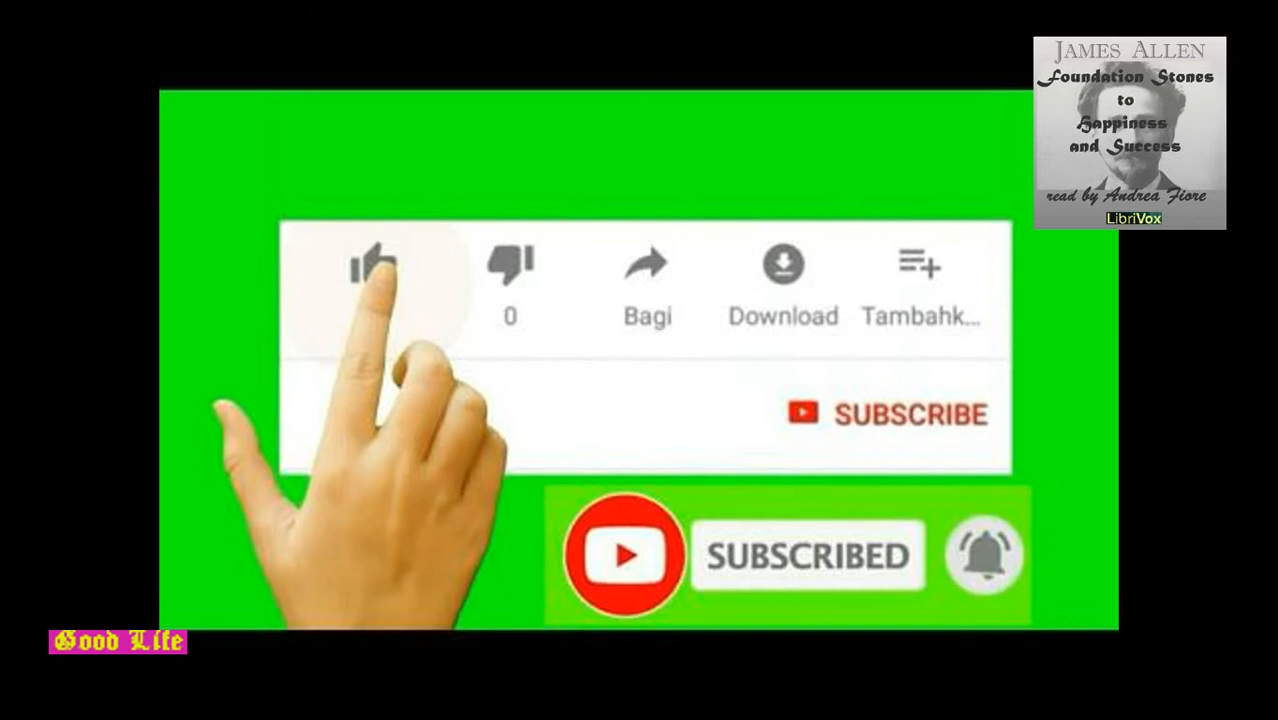 JAMES ALLEN
Foundation Stones
to
Happiness
and Success
read by Andrea Fiore
LibriVox
0
Bagi
Download
Tambahk...
SUBSCRIBE
SUBSCRIBED
Good Life